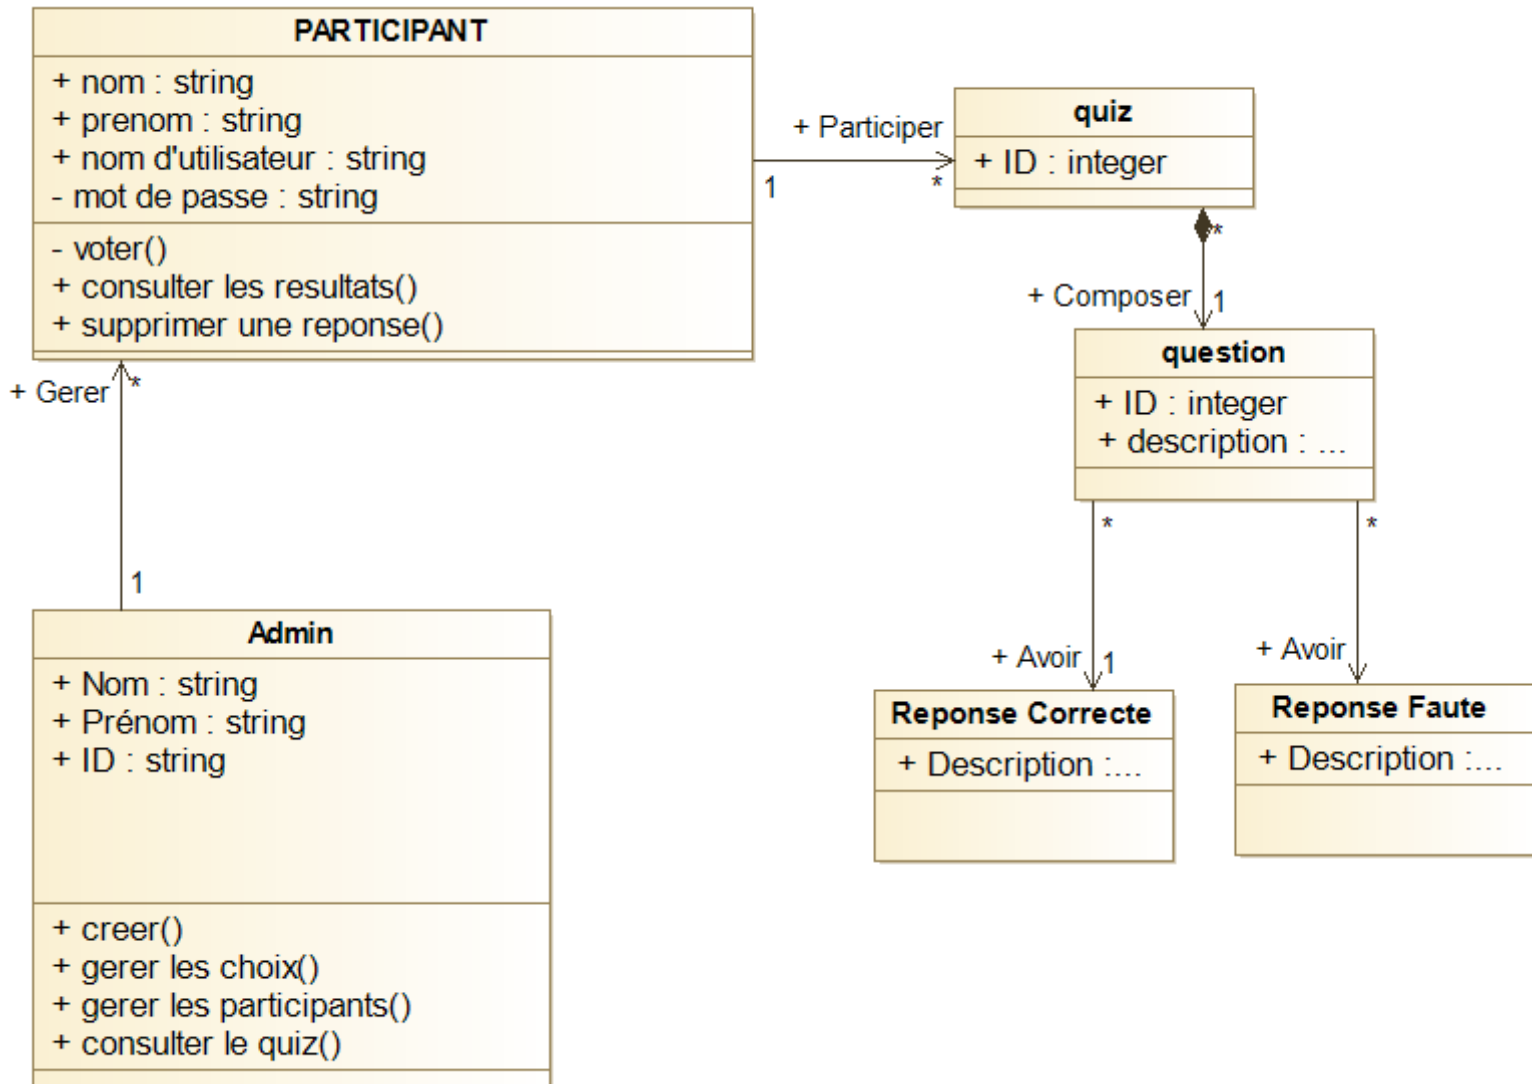 PARTICIPANT
+ nom : string
+ prenom : string
+ nom d'utilisateur : string
- mot de passe : string
- voter()
+ consulter les resultats()
+ supprimer une reponse()
+ Participer
1
*
quiz
+ ID : integer
*
+ Composer
1
question
+ ID : integer
+ description : ...
*
*
+ Avoir
1
+ Avoir
Reponse Correcte
+ Description :...
Reponse Faute
+ Description :...
+ Gerer
*
1
Admin
+ Nom : string
+ Prénom : string
+ ID : string
+ creer()
+ gerer les choix()
+ gerer les participants()
+ consulter le quiz()